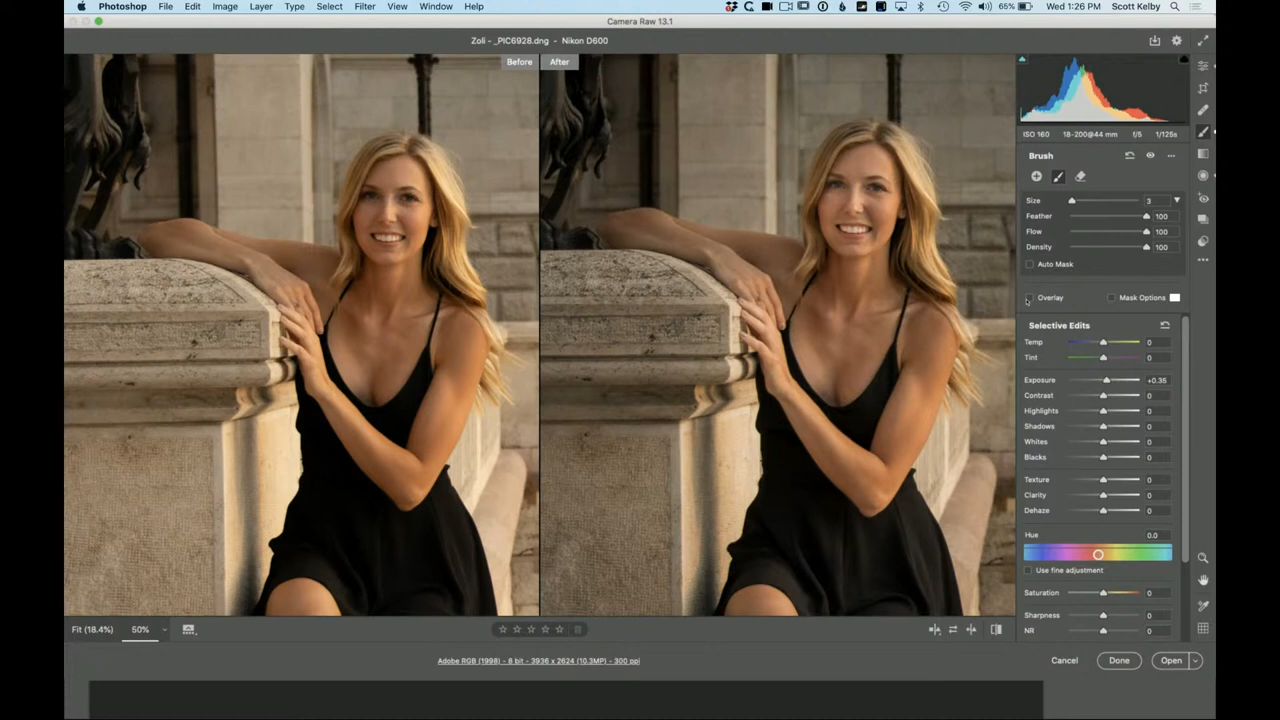 Photoshop File Edit Image Layer Type Select Filter View Window Help 65% Wed 1:26 PM Scott Kelby
Camera Raw 13.1
Zoli - _PIC6928.dng - Nikon D600
Before After
ISO 160 18-200@44 mm f/5 1/125s
Brush
Size 3
Feather 100
Flow 100
Density 100
Auto Mask
Overlay Mask Options
Selective Edits
Temp 0
Tint 0
Exposure +0.35
Contrast 0
Highlights 0
Shadows 0
Whites 0
Blacks 0
Texture 0
Clarity 0
Dehaze 0
Hue 0.0
Use fine adjustment
Saturation 0
Sharpness 0
NR 0
Fit (18.4%) 50%
Adobe RGB (1998) - 8 bit - 3936 x 2624 (10.3MP) - 300 ppi
Cancel Done Open